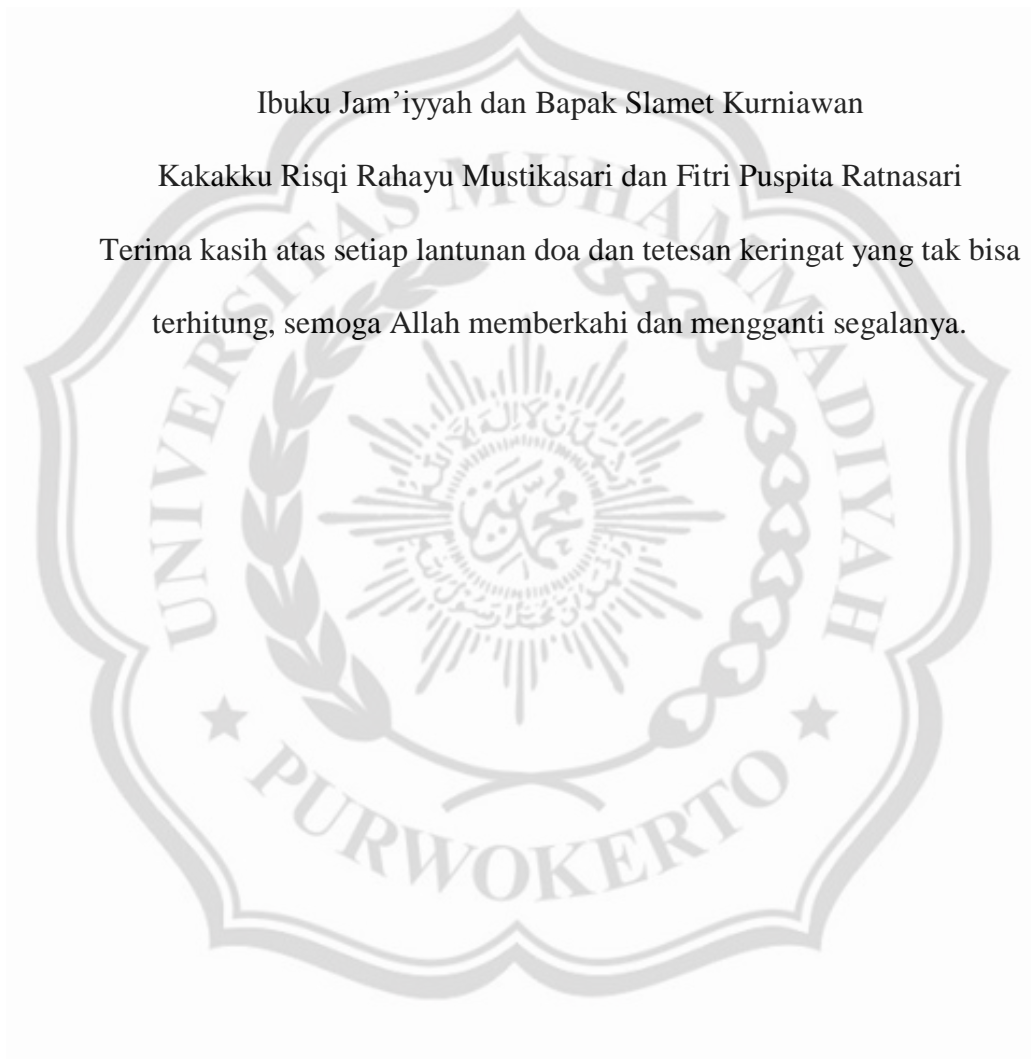 Ibuku Jam’iyyah dan Bapak Slamet Kurniawan
Kakakku Risqi Rahayu Mustikasari dan Fitri Puspita Ratnasari
Terima kasih atas setiap lantunan doa dan tetesan keringat yang tak bisa
terhitung, semoga Allah memberkahi dan mengganti segalanya.
UNIVERSITAS MUHAMMADIYAH
PURWOKERTO